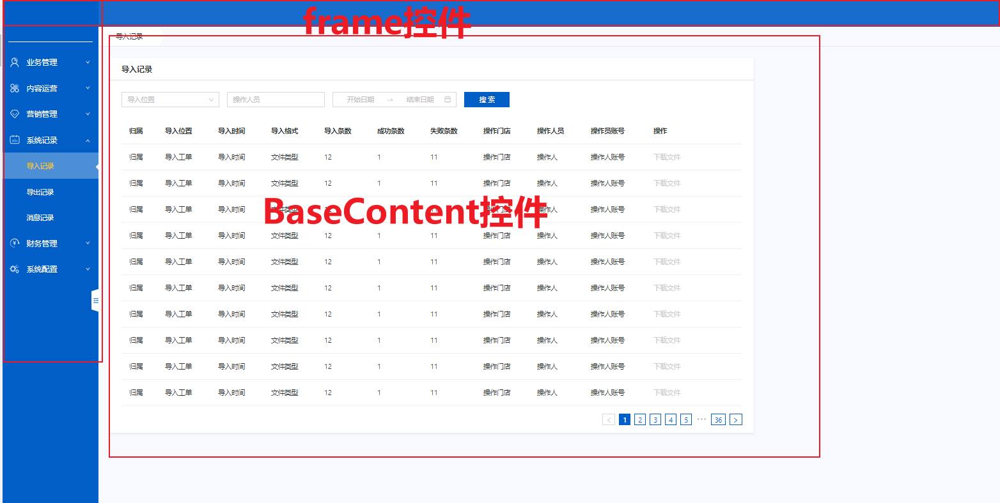 frame控件
导入记录
业务管理
内容运营
营销管理
系统记录
导入记录
导出记录
消息记录
财务管理
系统配置
导入记录
导入位置 操作人员 开始日期 → 结束日期 搜 索
归属 导入位置 导入时间 导入格式 导入条数 成功条数 失败条数 操作门店 操作人员 操作员账号 操作
归属 导入工单 导入时间 文件类型 12 1 11 操作门店 操作人 操作人账号 下载文件
归属 导入工单 导入时间 文件类型 12 1 11 操作门店 操作人 操作人账号 下载文件
归属 导入工单 导入时间 文件类型 12 1 11 操作门店 操作人 操作人账号 下载文件
BaseContent控件
归属 导入工单 导入时间 文件类型 12 1 11 操作门店 操作人 操作人账号 下载文件
归属 导入工单 导入时间 文件类型 12 1 11 操作门店 操作人 操作人账号 下载文件
归属 导入工单 导入时间 文件类型 12 1 11 操作门店 操作人 操作人账号 下载文件
归属 导入工单 导入时间 文件类型 12 1 11 操作门店 操作人 操作人账号 下载文件
归属 导入工单 导入时间 文件类型 12 1 11 操作门店 操作人 操作人账号 下载文件
归属 导入工单 导入时间 文件类型 12 1 11 操作门店 操作人 操作人账号 下载文件
归属 导入工单 导入时间 文件类型 12 1 11 操作门店 操作人 操作人账号 下载文件
< 1 2 3 4 5 ••• 36 >